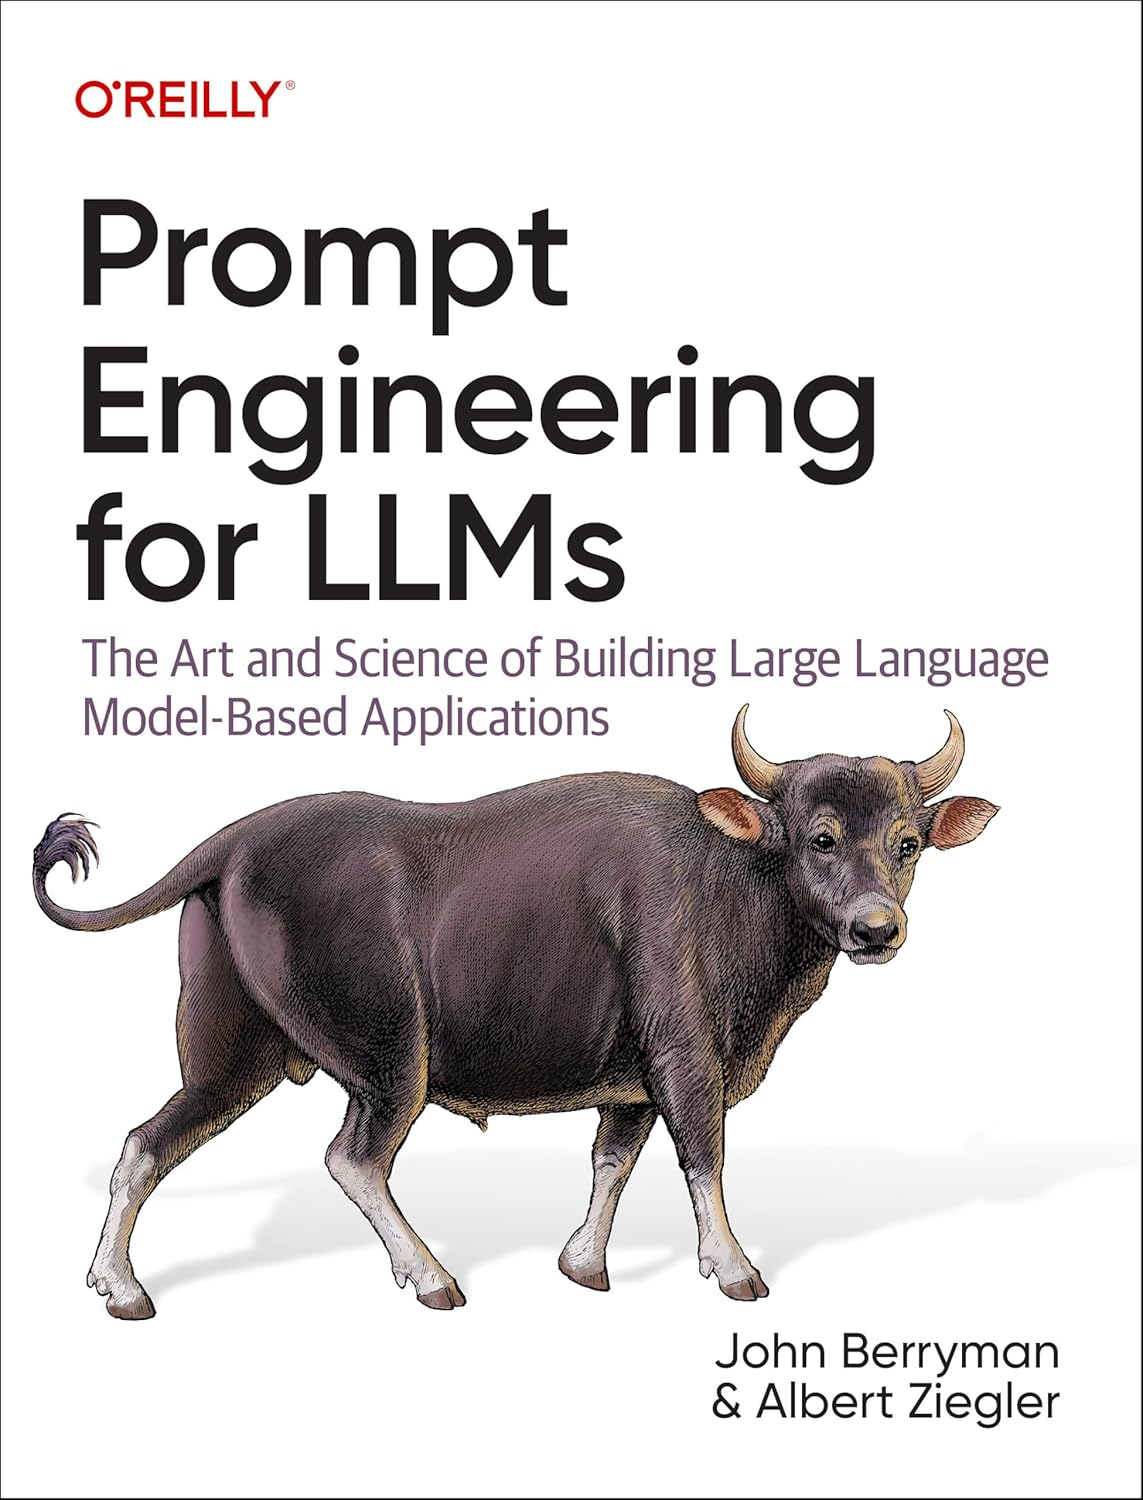 O'REILLY®
Prompt
Engineering
for LLMs
The Art and Science of Building Large Language
Model-Based Applications
John Berryman
& Albert Ziegler